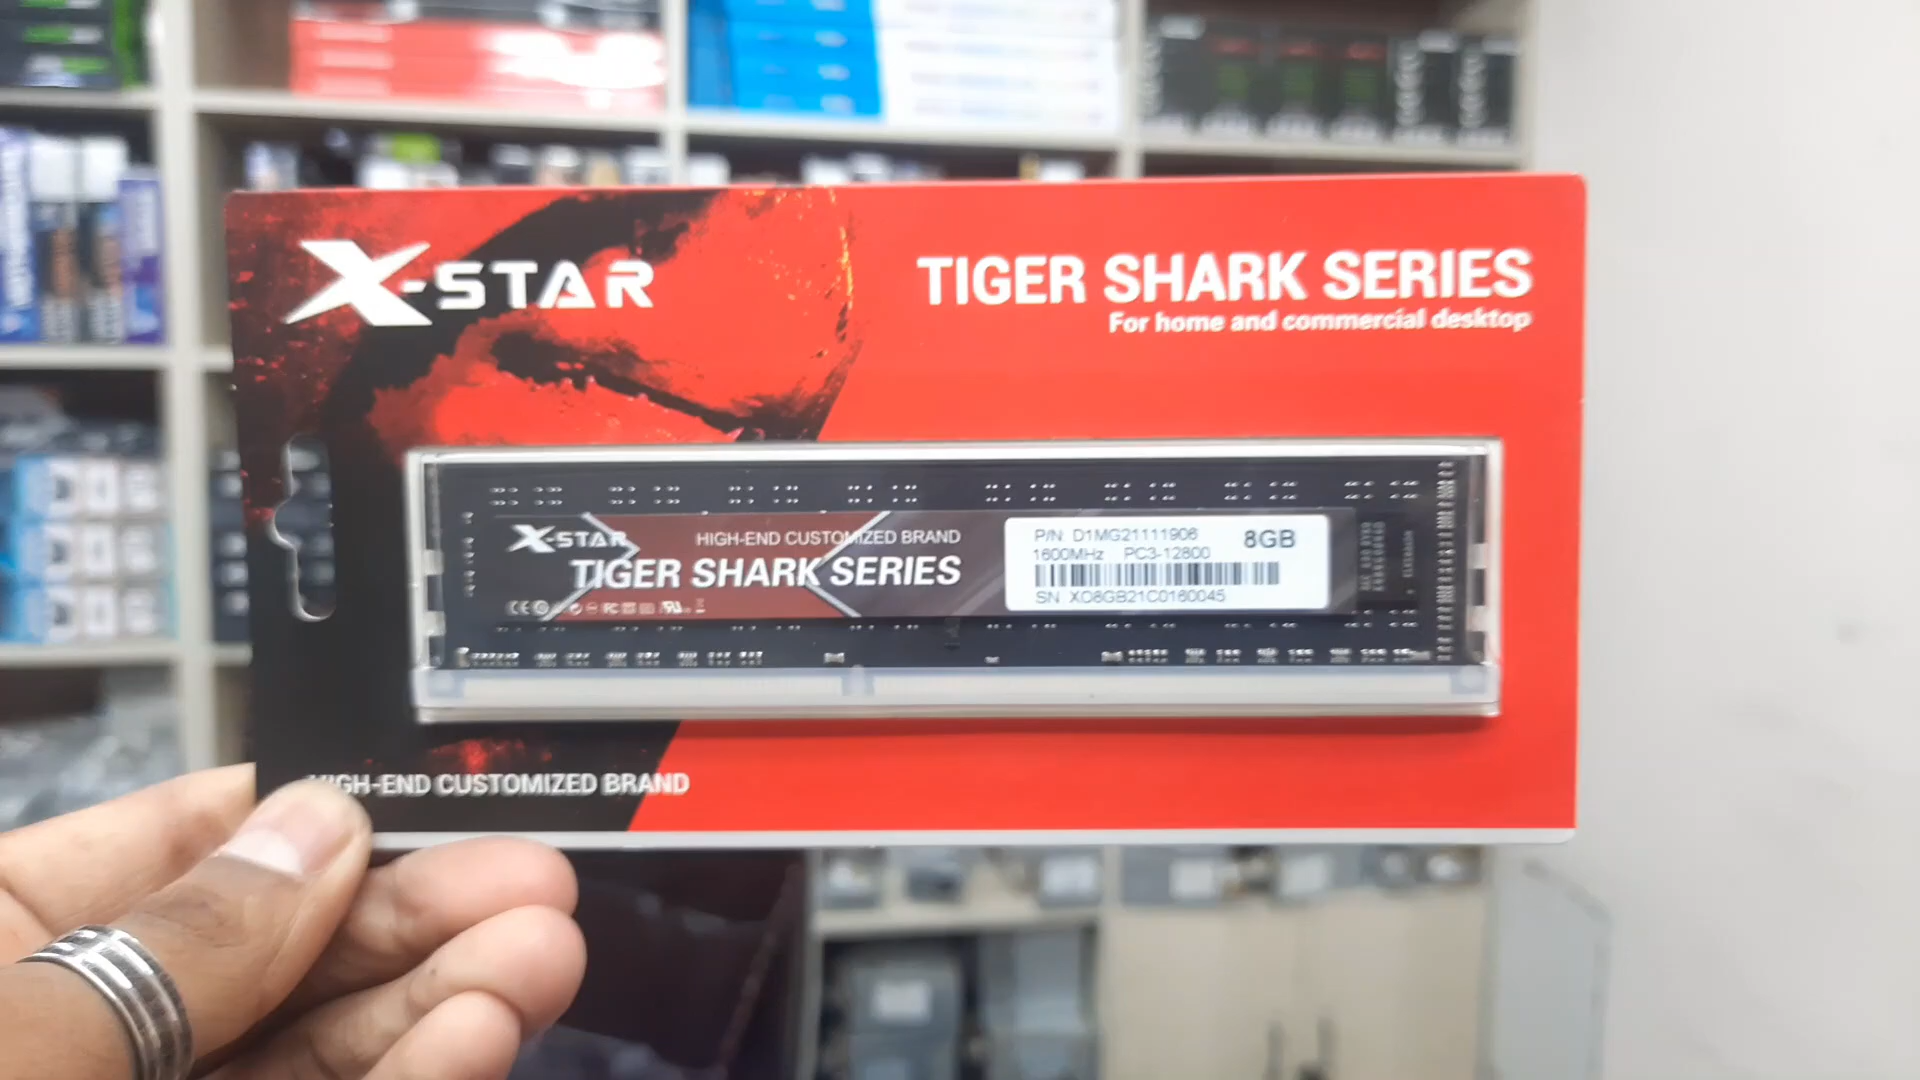 X-STAR
TIGER SHARK SERIES
For home and commercial desktop
X-STAR
HIGH-END CUSTOMIZED BRAND
TIGER SHARK SERIES
P/N: D1MG21111906
8GB
1600MHz PC3-12800
SN XO8GB21C0160045
HIGH-END CUSTOMIZED BRAND